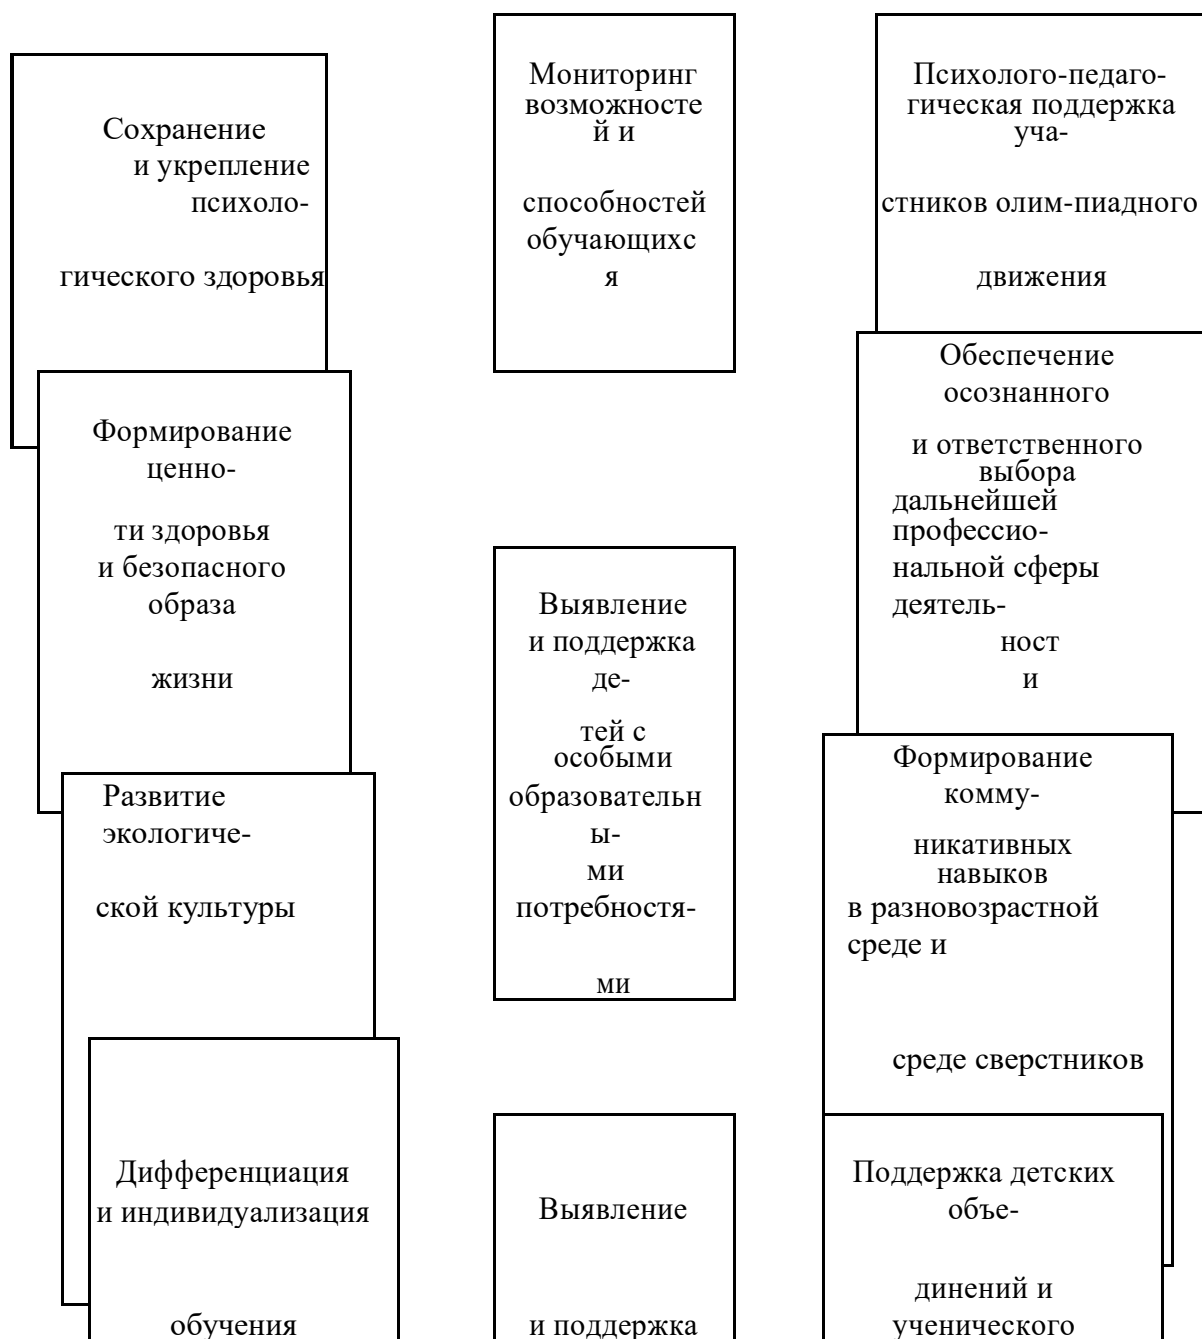 Сохранение
и укрепление
психоло-
гического здоровья
Формирование
ценно-
ти здоровья
и безопасного
образа
жизни
Развитие
экологиче-
ской культуры
Дифференциация
и индивидуализация
обучения
Мониторинг
возможносте
й и
способностей
обучающихс
я
Выявление
и поддержка
де-
тей с
особыми
образовательн
ы-
ми
потребностя-
ми
Выявление
и поддержка
Психолого-педаго-
гическая поддержка
уча-
стников олим-пиадного
движения
Обеспечение
осознанного
и ответственного
выбора
дальнейшей
профессио-
нальной сферы
деятель-
ност
и
Формирование
комму-
никативных
навыков
в разновозрастной
среде и
среде сверстников
Поддержка детских
объе-
динений и
ученического